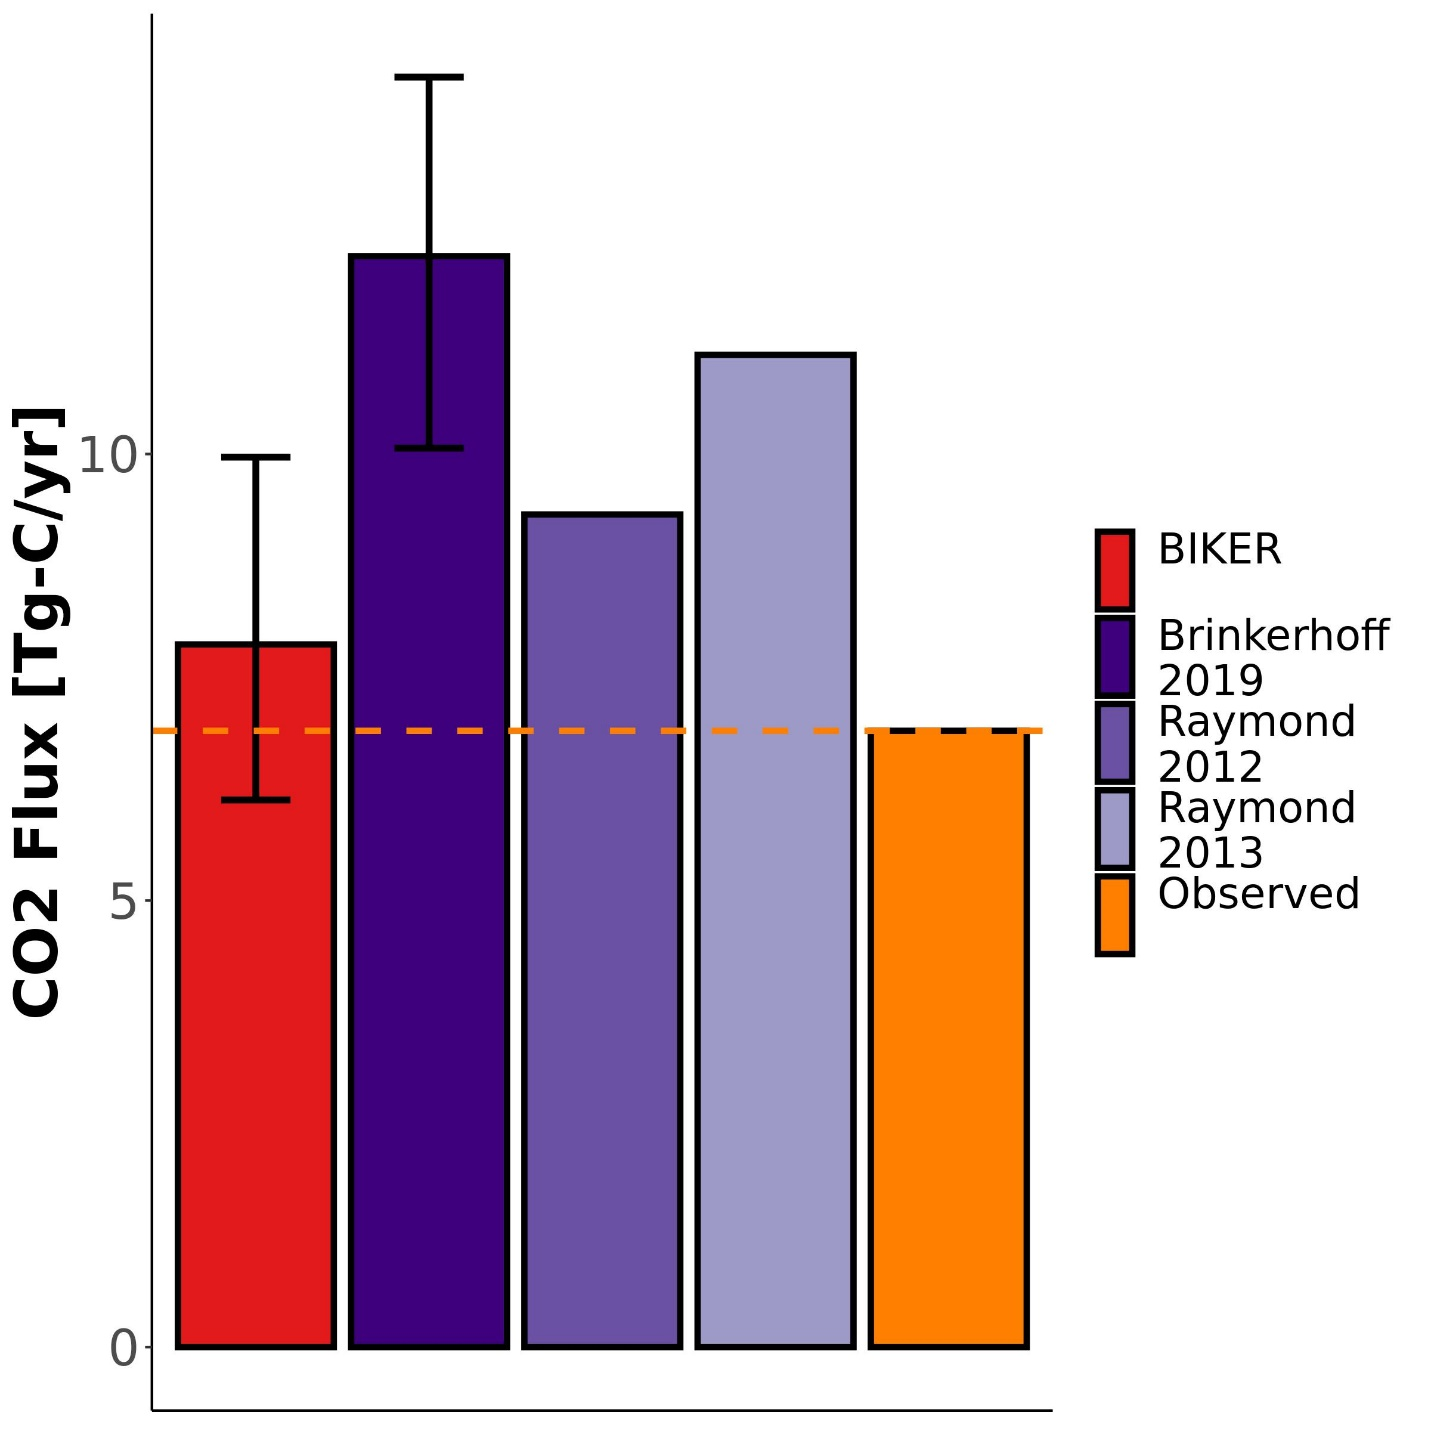 CO2 Flux [Tg-C/yr]
10
5
0
BIKER
Brinkerhoff
2019
Raymond
2012
Raymond
2013
Observed